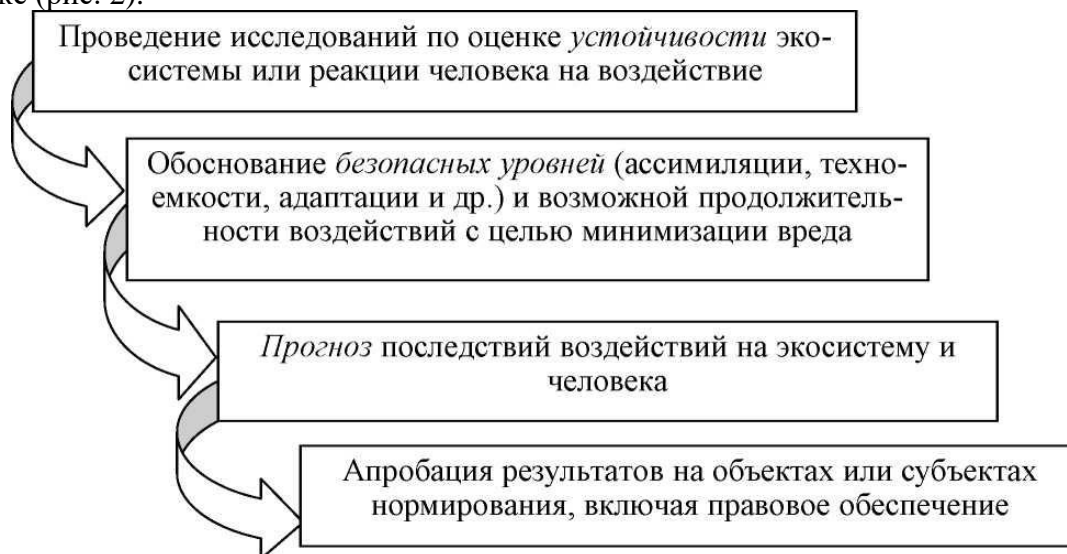 ке (рис. 2).
Проведение исследований по оценке устойчивости эко-
системы или реакции человека на воздействие
Обоснование безопасных уровней (ассимиляции, техно-
емкости, адаптации и др.) и возможной продолжитель-
ности воздействий с целью минимизации вреда
Прогноз последствий воздействий на экосистему и
человека
Апробация результатов на объектах или субъектах
нормирования, включая правовое обеспечение